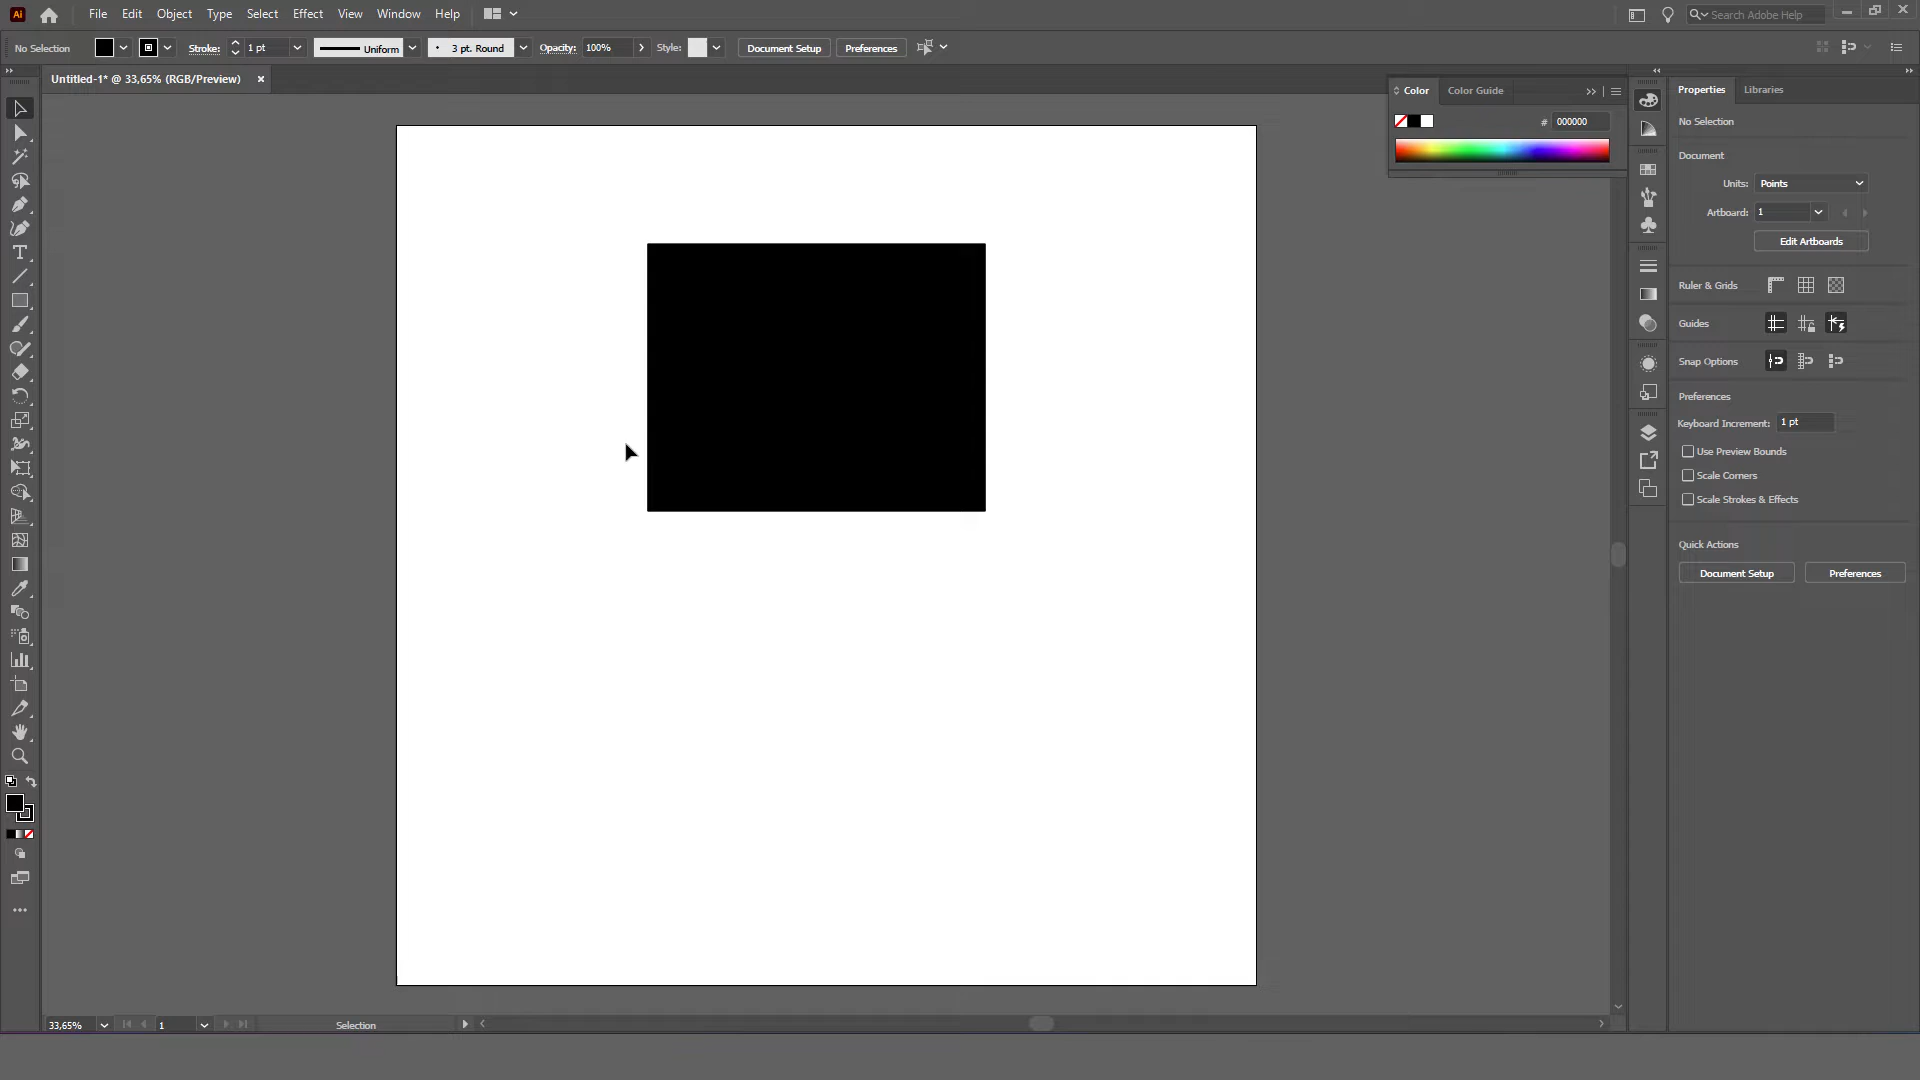 Ai File Edit Object Type Select Effect View Window Help Search Adobe Help
No Selection Stroke: 1 pt Uniform 3 pt. Round Opacity: 100% Style: Document Setup Preferences
Untitled-1* @ 33,65% (RGB/Preview)
Color Color Guide
# 000000
Properties Libraries
No Selection
Document
Units: Points
Artboard: 1
Edit Artboards
Ruler & Grids
Guides
Snap Options
Preferences
Keyboard Increment: 1 pt
Use Preview Bounds
Scale Corners
Scale Strokes & Effects
Quick Actions
Document Setup Preferences
33,65% 1 Selection